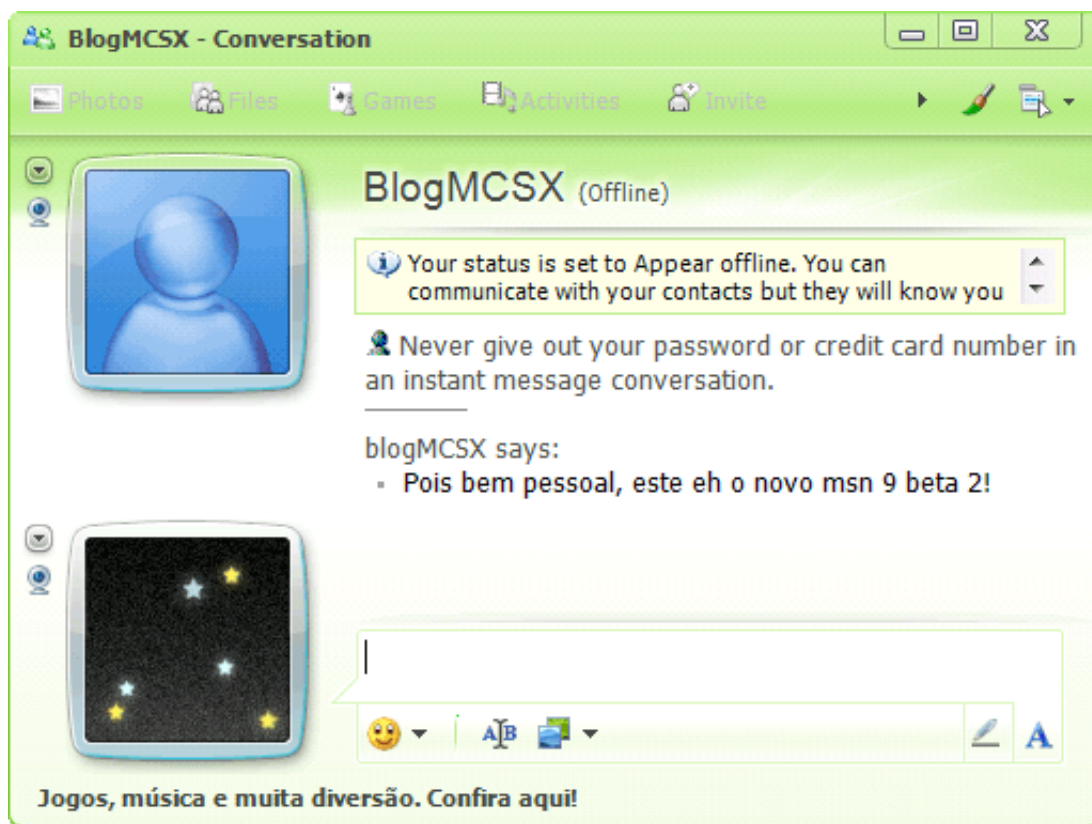 BlogMCSX - Conversation
Photos Files Games Activities Invite
BlogMCSX (Offline)
Your status is set to Appear offline. You can
communicate with your contacts but they will know you
Never give out your password or credit card number in
an instant message conversation.
blogMCSX says:
Pois bem pessoal, este eh o novo msn 9 beta 2!
AB
A
Jogos, música e muita diversão. Confira aqui!